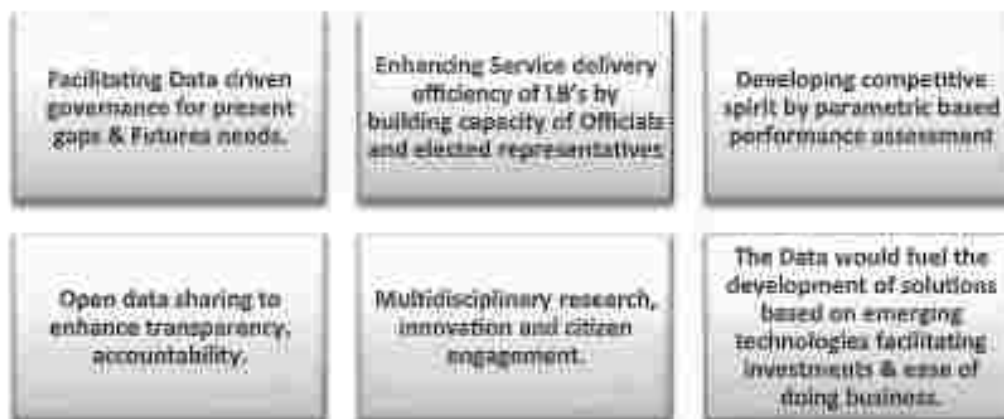 Facilitating Data driven
governance for present
gaps & Futures needs.
Enhancing Service delivery
efficiency of LB's by
building capacity of Officials
and elected representatives
Developing competitive
spirit by parametric based
performance assessment
Open data sharing to
enhance transparency,
accountability.
Multidisciplinary research,
innovation and citizen
engagement.
The Data would fuel the
development of solutions
based on emerging
technologies facilitating
investments & ease of
doing business.